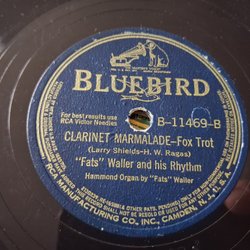 BLUEBIRD
For best results use
RCA Victor Needles
B-11469-B
CLARINET MARMALADE—Fox Trot
(Larry Shields-H. W. Ragas)
"Fats" Waller and his Rhythm
Hammond Organ by "Fats" Waller
RCA MANUFACTURING CO., INC., CAMDEN, N.J., U.S.A.